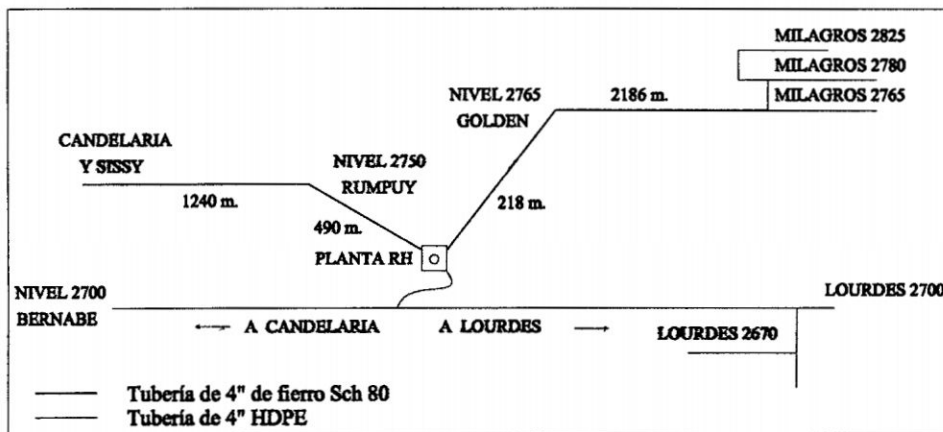 MILAGROS 2825
MILAGROS 2780
MILAGROS 2765
2186 m.
NIVEL 2765
GOLDEN
CANDELARIA
Y SISSY
NIVEL 2750
RUMPUY
1240 m.
218 m.
490 m.
PLANTA RH
NIVEL 2700
BERNABE
LOURDES 2700
A CANDELARIA
A LOURDES
LOURDES 2670
Tubería de 4" de fierro Sch 80
Tubería de 4" HDPE